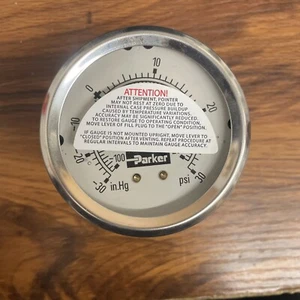 10
0
20
10
ATTENTION!
AFTER SHIPMENT, POINTER
MAY NOT REST AT ZERO DUE TO
INTERNAL CASE PRESSURE BUILDUP
CAUSED BY TEMPERATURE VARIATIONS.
ACCURACY MAY BE SIGNIFICANTLY REDUCED.
TO RESTORE GAUGE TO OPERATING CONDITION,
MOVE LEVER OF FILL PLUG TO THE "OPEN" POSITION.
IF GAUGE IS NOT MOUNTED UPRIGHT, MOVE LEVER TO
"CLOSED" POSITION AFTER VENTING. REPEAT PROCEDURE AT
REGULAR INTERVALS TO MAINTAIN GAUGE ACCURACY.
-20
100
Parker
-30
in.Hg
psi
30